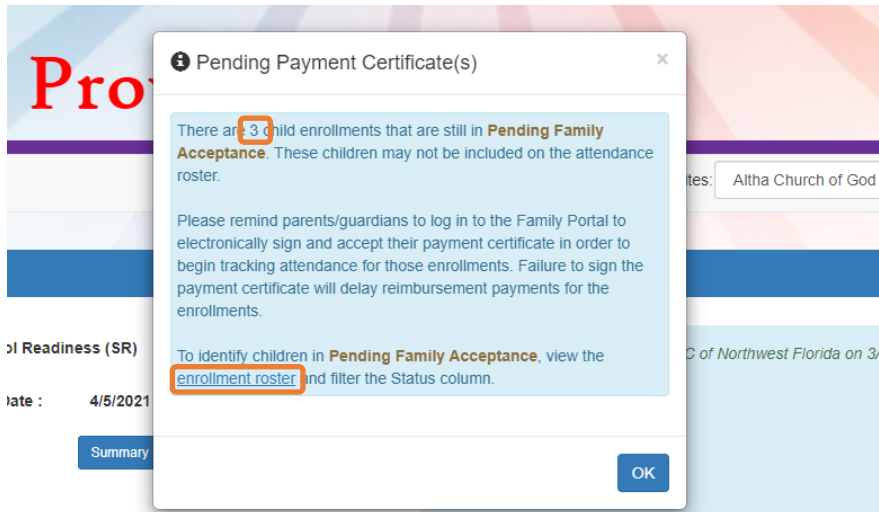 Pro
Pending Payment Certificate(s) ×
There are 3 child enrollments that are still in Pending Family
Acceptance. These children may not be included on the attendance
roster.
ites: Altha Church of God
Please remind parents/guardians to log in to the Family Portal to
electronically sign and accept their payment certificate in order to
begin tracking attendance for those enrollments. Failure to sign the
payment certificate will delay reimbursement payments for the
enrollments.
ol Readiness (SR)
To identify children in Pending Family Acceptance, view the
enrollment roster and filter the Status column.
C of Northwest Florida on 3/
Date : 4/5/2021
Summary
OK